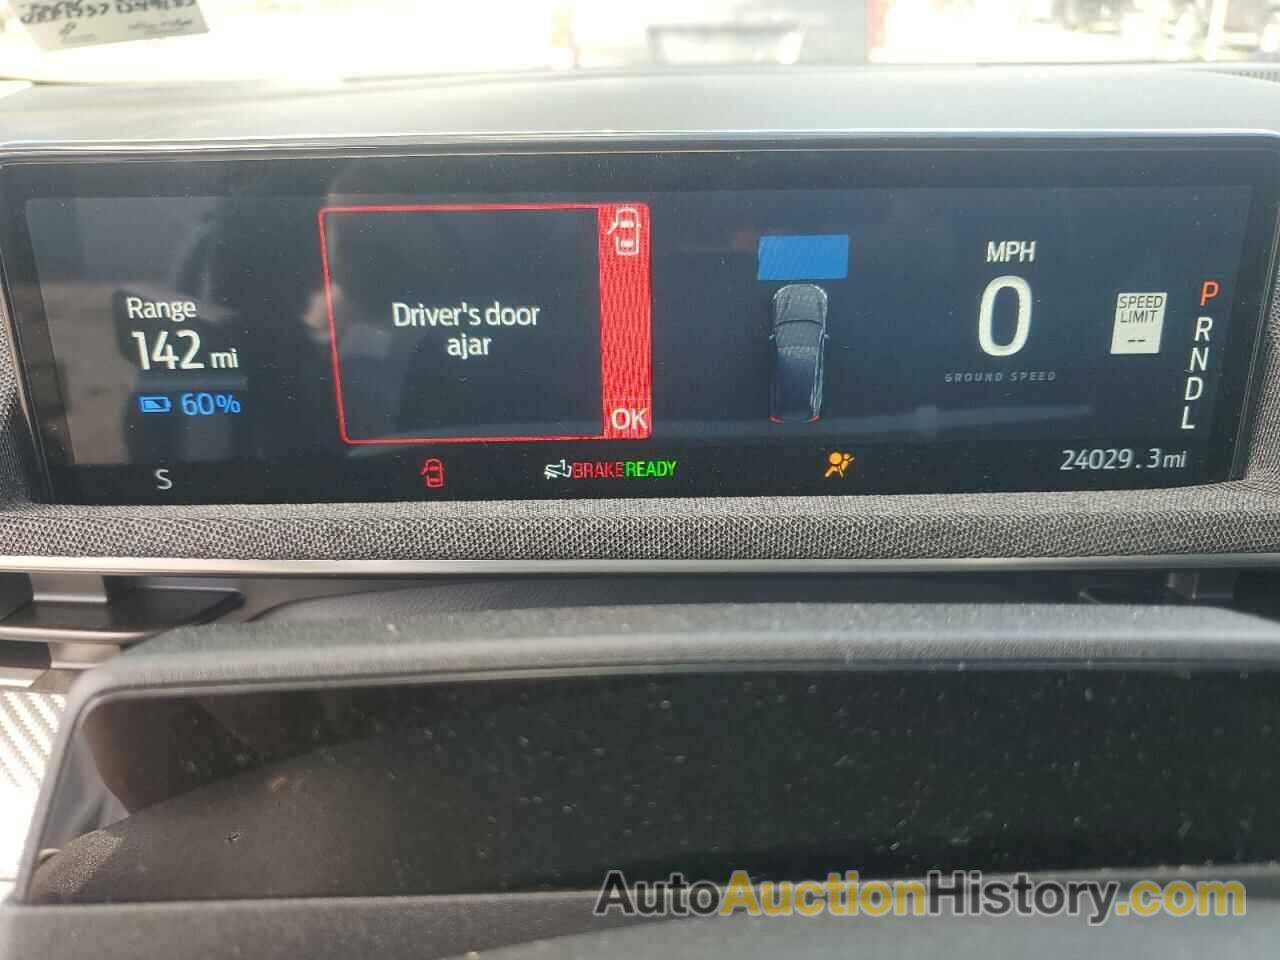 Range
142 mi
60%
S
Driver's door
ajar
OK
BRAKE READY
MPH
0
GROUND SPEED
SPEED
LIMIT
--
P
R
N
D
L
24029.3 mi
AutoAuctionHistory.com